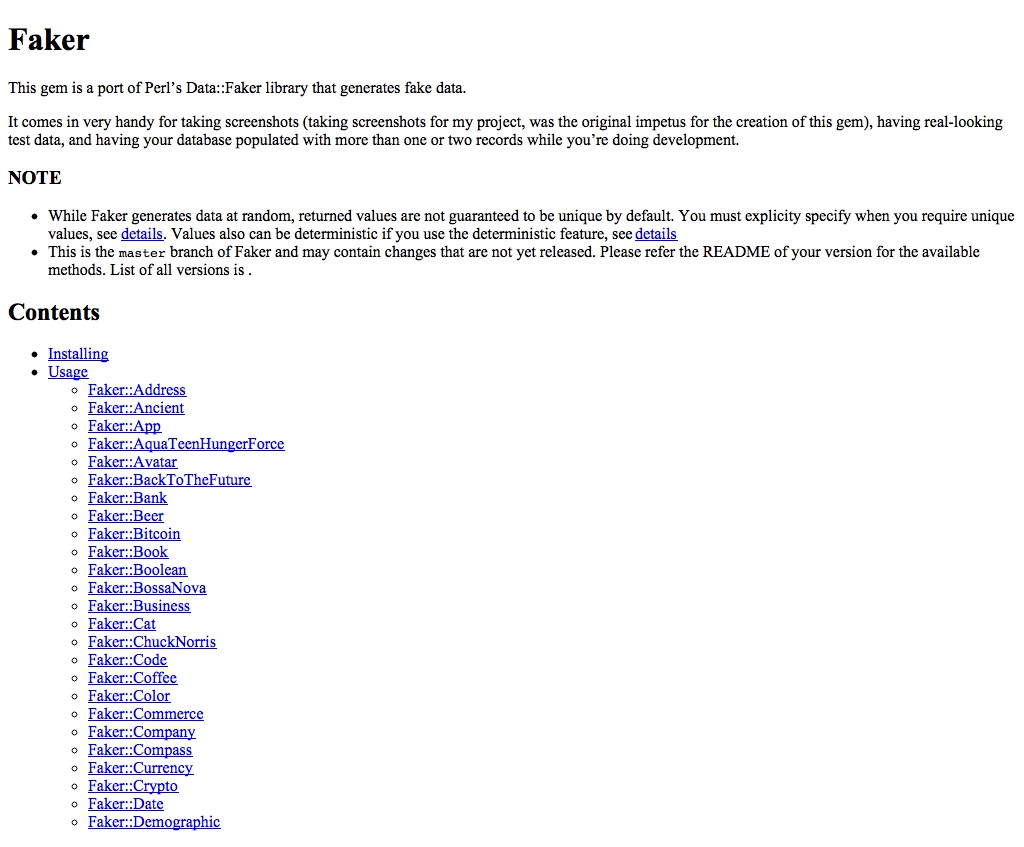 Faker
This gem is a port of Perl’s Data::Faker library that generates fake data.
It comes in very handy for taking screenshots (taking screenshots for my project, was the original impetus for the creation of this gem), having real-looking
test data, and having your database populated with more than one or two records while you’re doing development.
NOTE
• While Faker generates data at random, returned values are not guaranteed to be unique by default. You must explicity specify when you require unique
values, see details. Values also can be deterministic if you use the deterministic feature, see details
• This is the master branch of Faker and may contain changes that are not yet released. Please refer the README of your version for the available
methods. List of all versions is .
Contents
• Installing
• Usage
◦ Faker::Address
◦ Faker::Ancient
◦ Faker::App
◦ Faker::AquaTeenHungerForce
◦ Faker::Avatar
◦ Faker::BackToTheFuture
◦ Faker::Bank
◦ Faker::Beer
◦ Faker::Bitcoin
◦ Faker::Book
◦ Faker::Boolean
◦ Faker::BossaNova
◦ Faker::Business
◦ Faker::Cat
◦ Faker::ChuckNorris
◦ Faker::Code
◦ Faker::Coffee
◦ Faker::Color
◦ Faker::Commerce
◦ Faker::Company
◦ Faker::Compass
◦ Faker::Currency
◦ Faker::Crypto
◦ Faker::Date
◦ Faker::Demographic